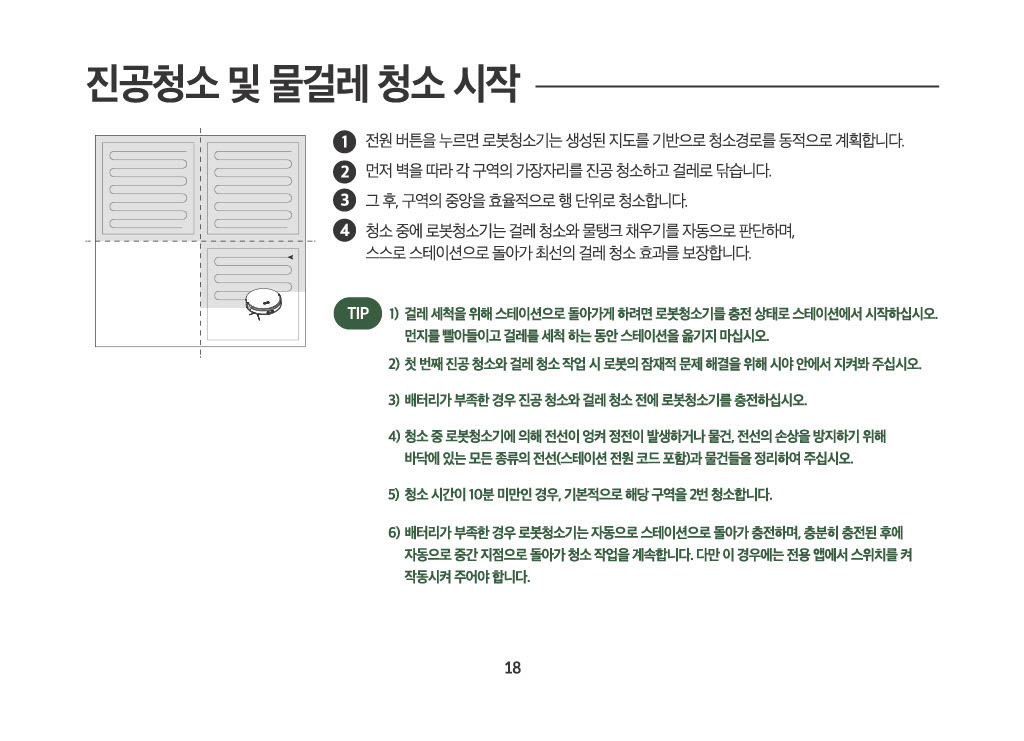 진공청소 및 물걸레 청소 시작
1 전원 버튼을 누르면 로봇청소기는 생성된 지도를 기반으로 청소경로를 동적으로 계획합니다.
2 먼저 벽을 따라 각 구역의 가장자리를 진공 청소하고 걸레로 닦습니다.
3 그 후, 구역의 중앙을 효율적으로 행 단위로 청소합니다.
4 청소 중에 로봇청소기는 걸레 청소와 물탱크 채우기를 자동으로 판단하며,
스스로 스테이션으로 돌아가 최선의 걸레 청소 효과를 보장합니다.
TIP 1) 걸레 세척을 위해 스테이션으로 돌아가게 하려면 로봇청소기를 충전 상태로 스테이션에서 시작하십시오.
먼지를 빨아들이고 걸레를 세척 하는 동안 스테이션을 옮기지 마십시오.
2) 첫 번째 진공 청소와 걸레 청소 작업 시 로봇의 잠재적 문제 해결을 위해 시야 안에서 지켜봐 주십시오.
3) 배터리가 부족한 경우 진공 청소와 걸레 청소 전에 로봇청소기를 충전하십시오.
4) 청소 중 로봇청소기에 의해 전선이 엉켜 정전이 발생하거나 물건, 전선의 손상을 방지하기 위해
바닥에 있는 모든 종류의 전선(스테이션 전원 코드 포함)과 물건들을 정리하여 주십시오.
5) 청소 시간이 10분 미만인 경우, 기본적으로 해당 구역을 2번 청소합니다.
6) 배터리가 부족한 경우 로봇청소기는 자동으로 스테이션으로 돌아가 충전하며, 충분히 충전된 후에
자동으로 중간 지점으로 돌아가 청소 작업을 계속합니다. 다만 이 경우에는 전용 앱에서 스위치를 켜
작동시켜 주어야 합니다.
18